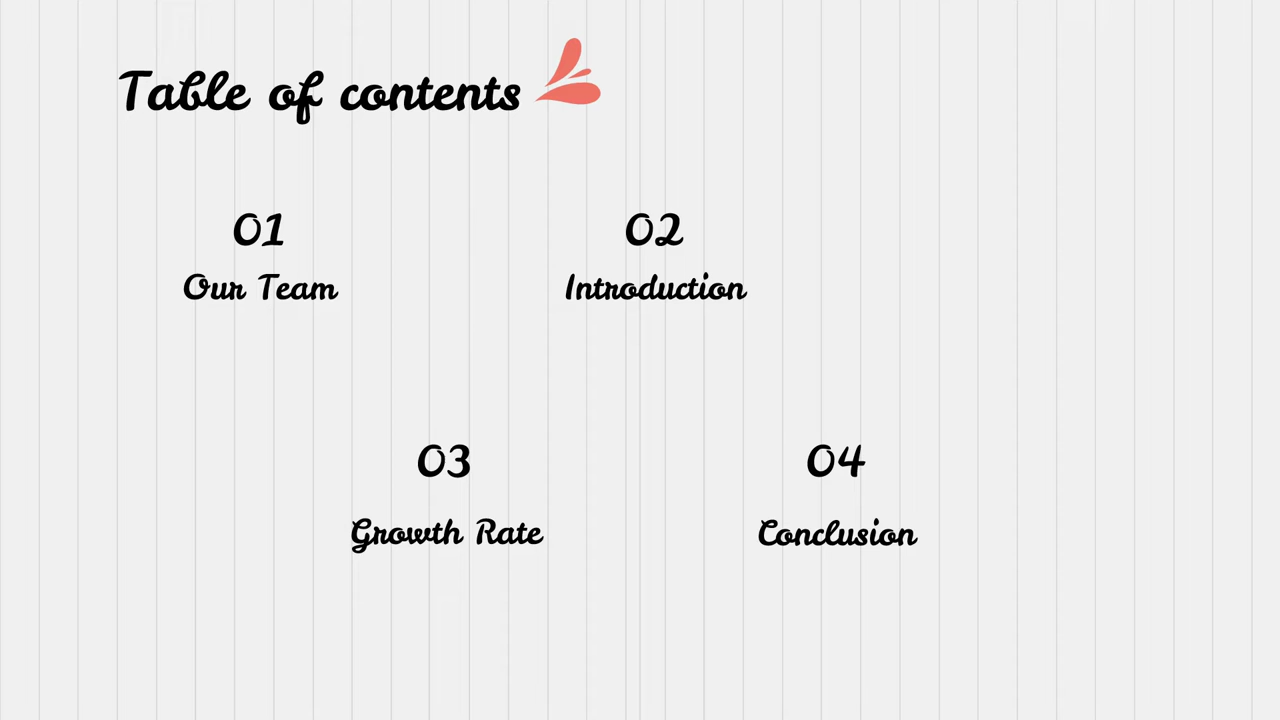 Table of contents
01
Our Team
02
Introduction
03
Growth Rate
04
Conclusion